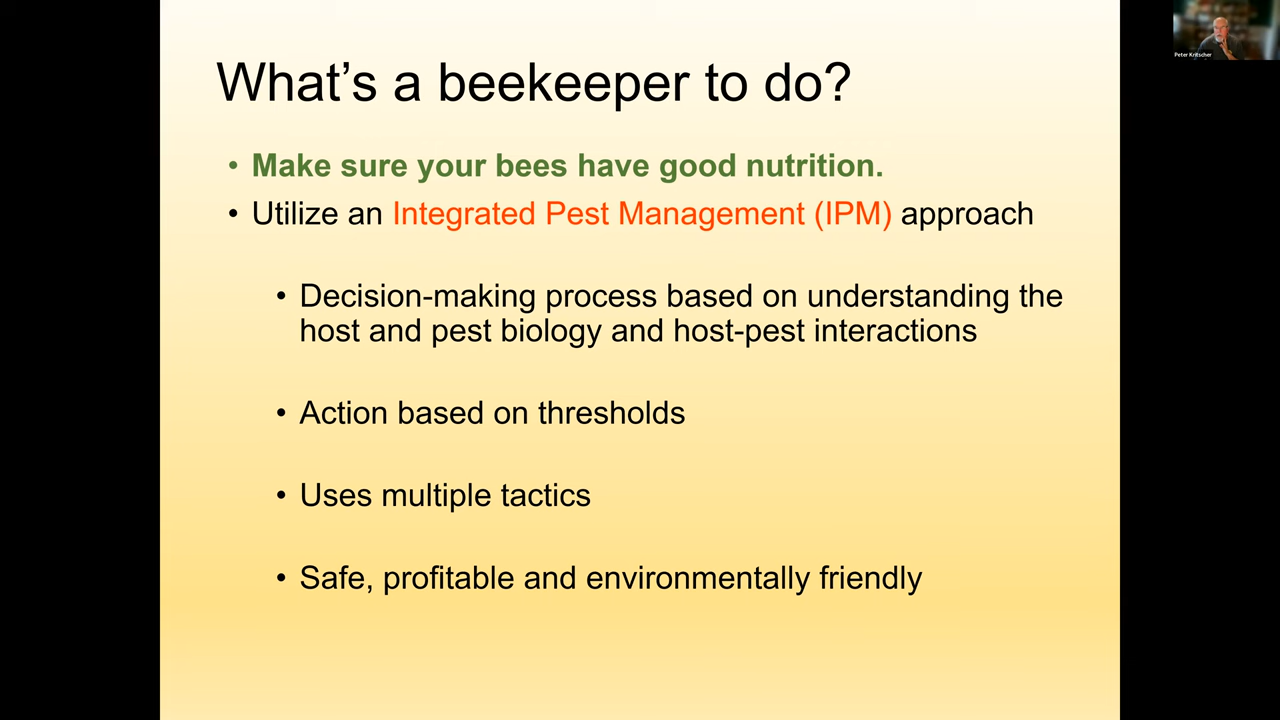 What's a beekeeper to do?
• Make sure your bees have good nutrition.
• Utilize an Integrated Pest Management (IPM) approach
• Decision-making process based on understanding the
host and pest biology and host-pest interactions
• Action based on thresholds
• Uses multiple tactics
• Safe, profitable and environmentally friendly
Peter Kritscher